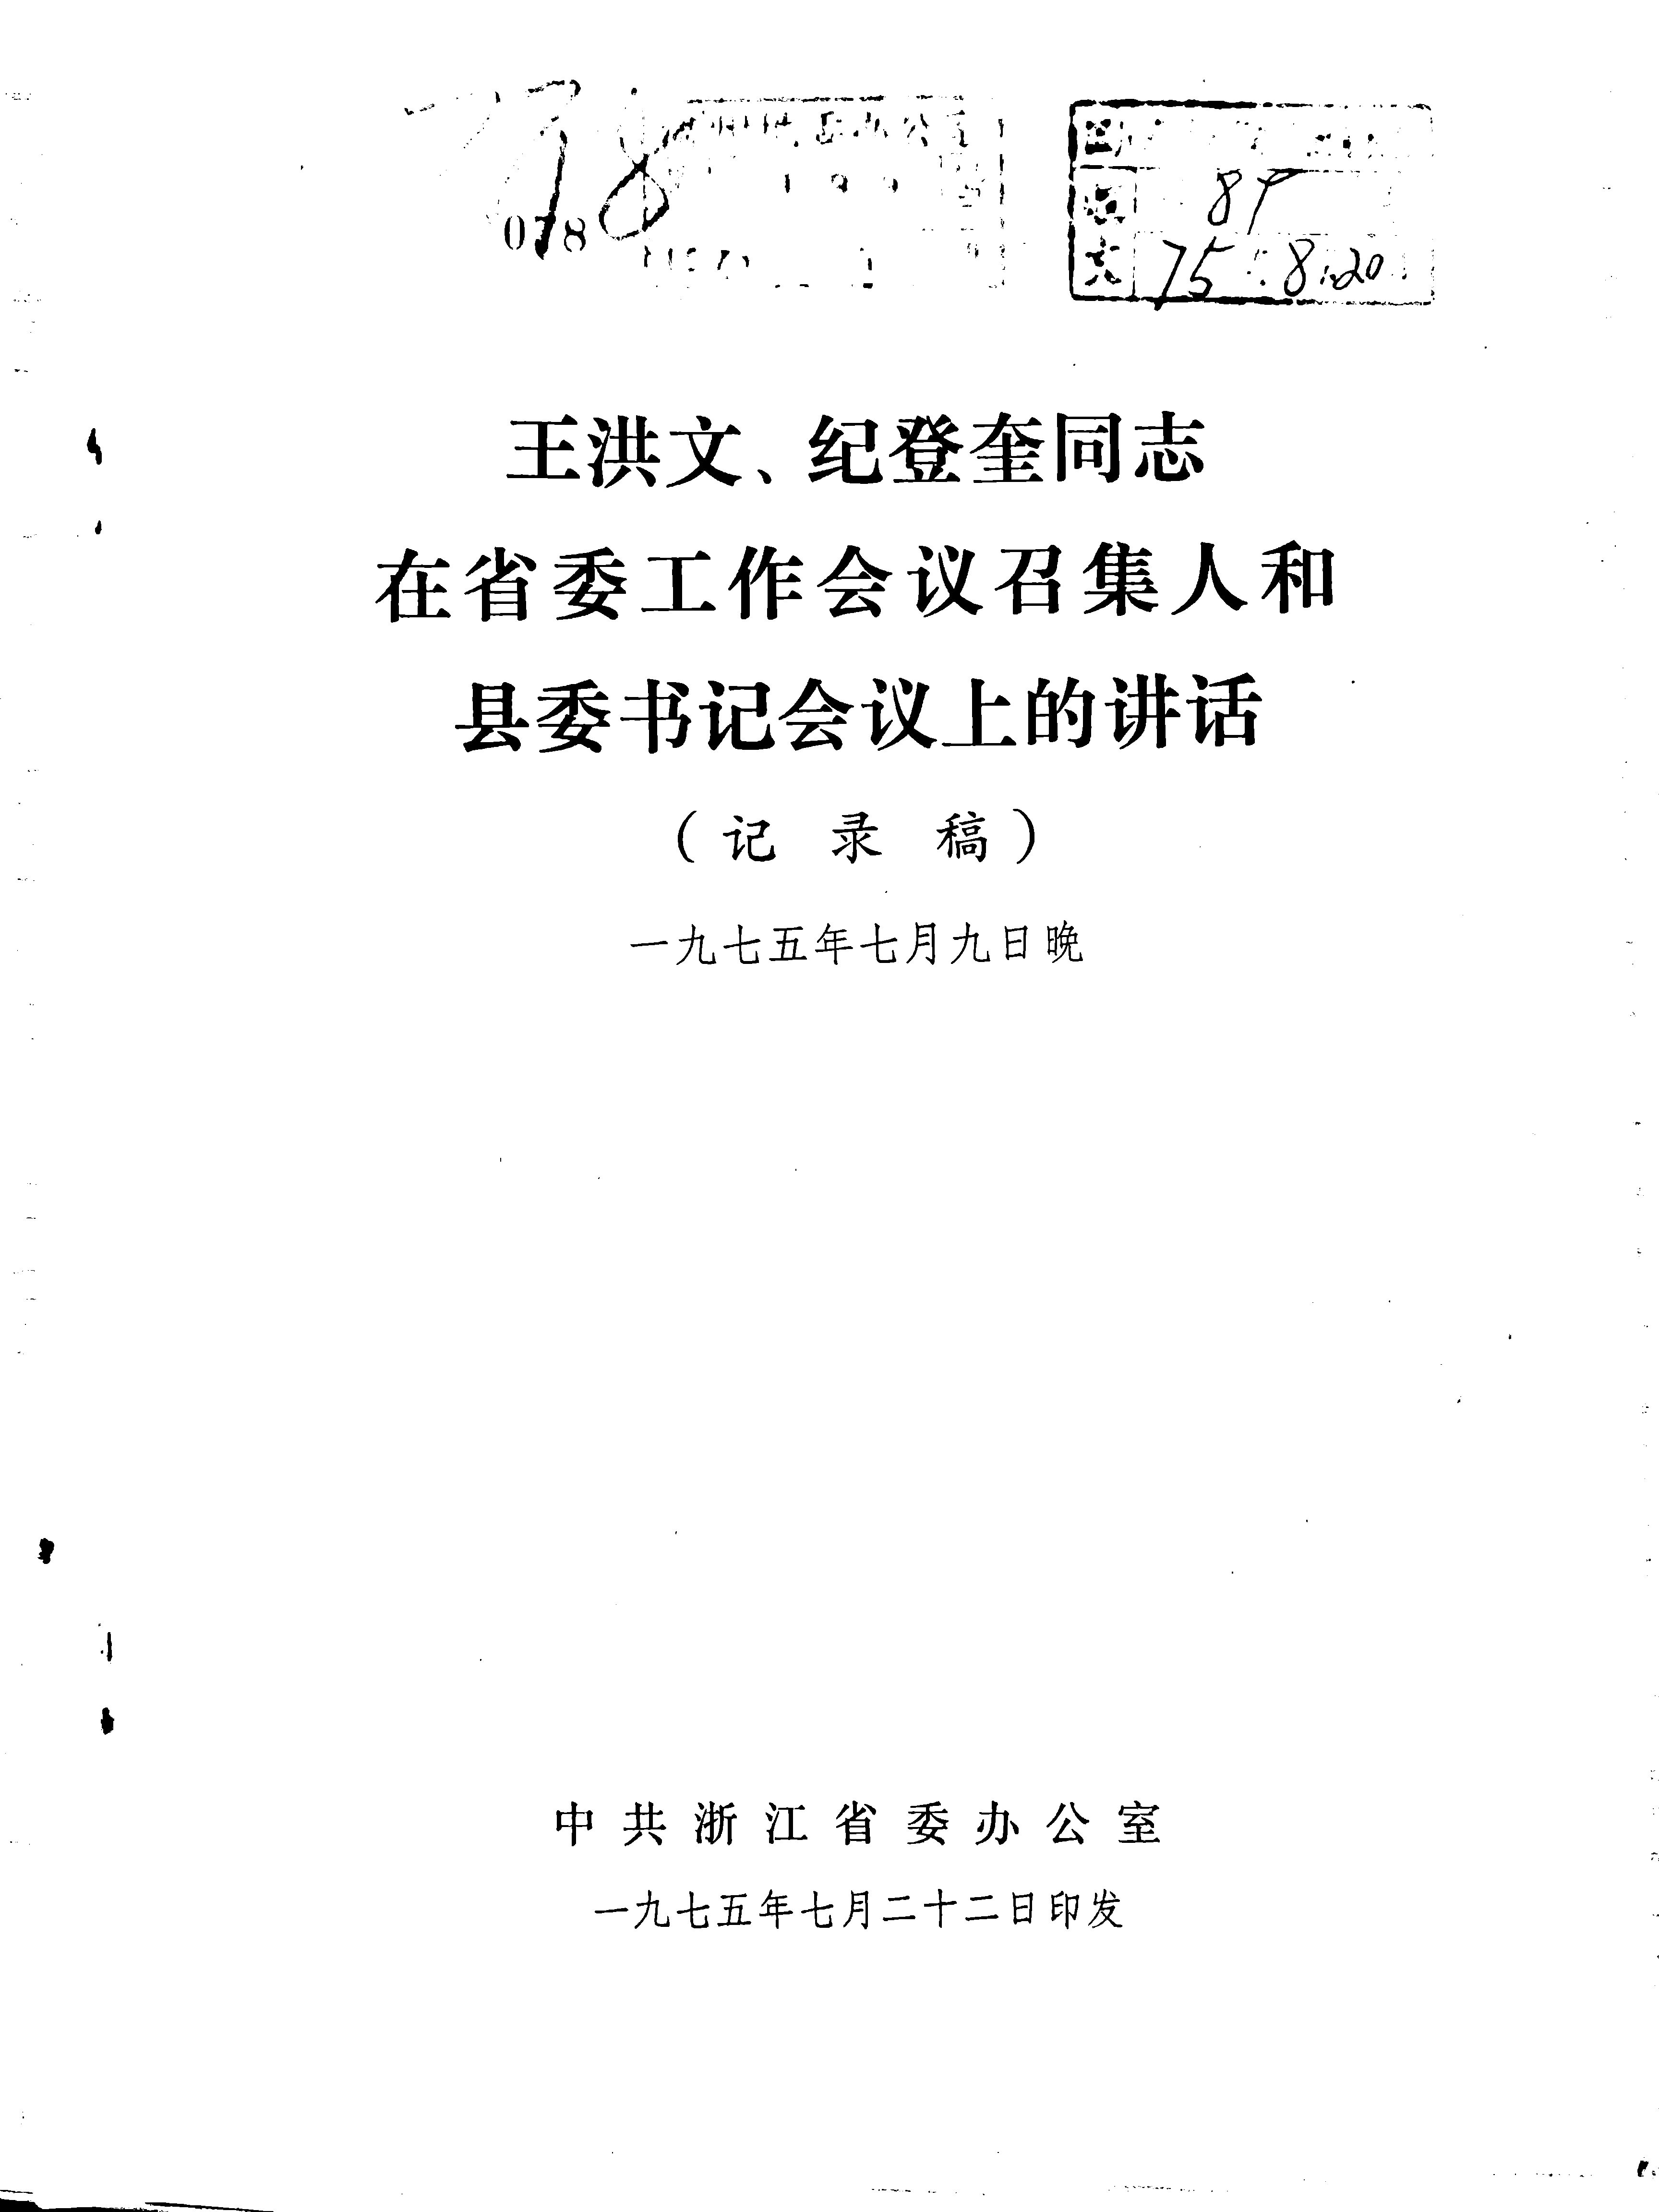 78
078
89
75.8.20
王洪文、纪登奎同志
在省委工作会议召集人和
县委书记会议上的讲话
（记录稿）
一九七五年七月九日晚
中共浙江省委办公室
一九七五年七月二十二日印发